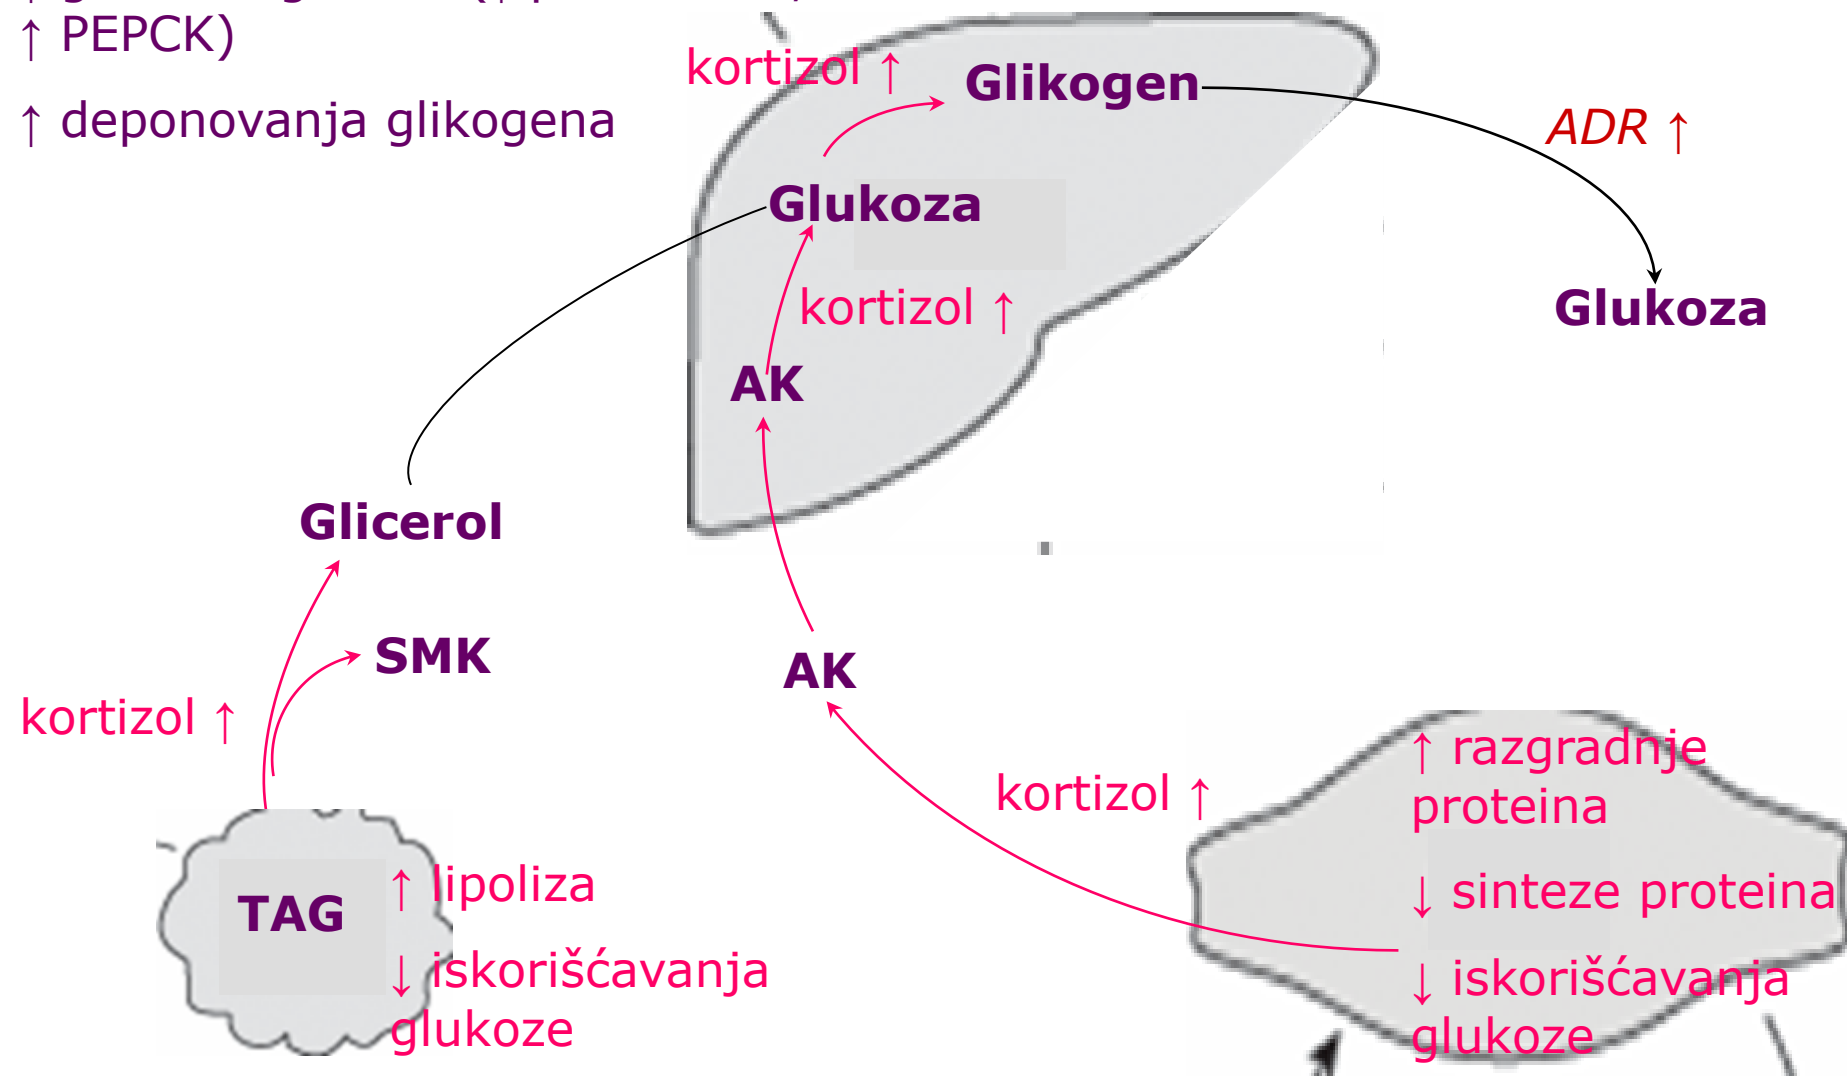 ↑ PEPCK)
↑ deponovanja glikogena
kortizol ↑
Glikogen
ADR ↑
Glukoza
kortizol ↑
Glukoza
AK
Glicerol
SMK
AK
kortizol ↑
kortizol ↑
↑ razgradnje
proteina
↓ sinteze proteina
↓ iskorišćavanja
glukoze
TAG
↑ lipoliza
↓ iskorišćavanja
glukoze